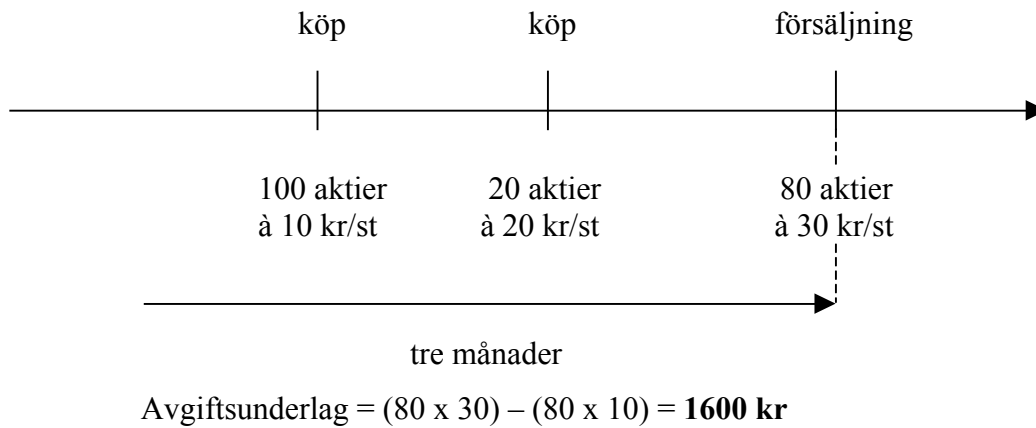 köp köp försäljning
100 aktier 20 aktier 80 aktier
à 10 kr/st à 20 kr/st à 30 kr/st
tre månader
Avgiftsunderlag = (80 x 30) – (80 x 10) = 1600 kr